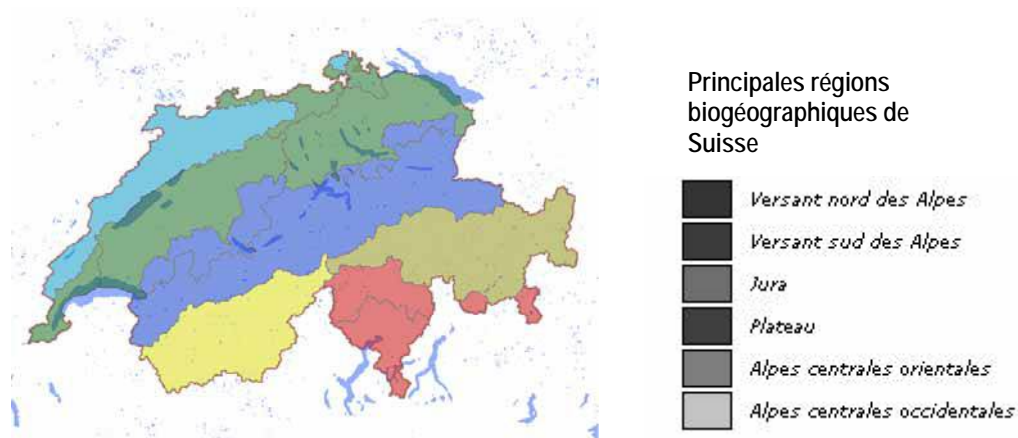 Principales régions
biogéographiques de
Suisse
Versant nord des Alpes
Versant sud des Alpes
Jura
Plateau
Alpes centrales orientales
Alpes centrales occidentales